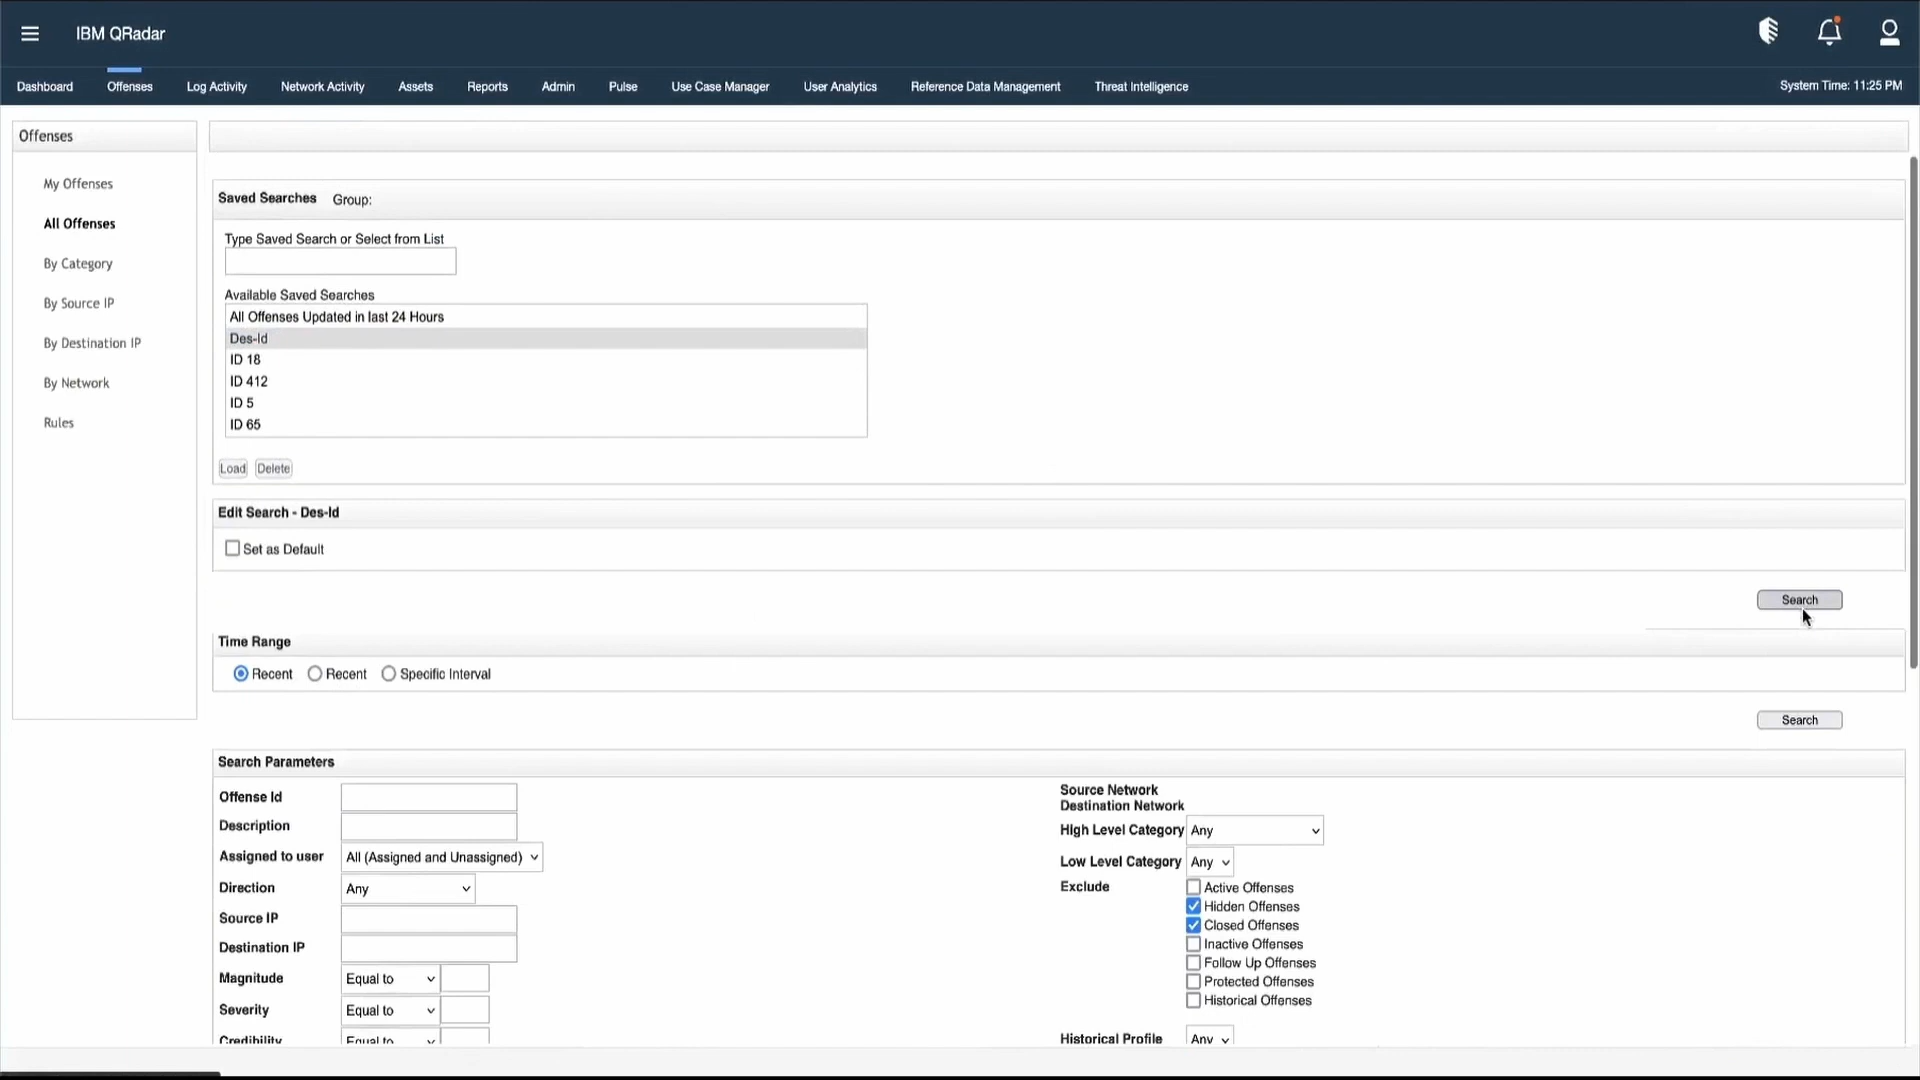 IBM QRadar
Dashboard Offenses Log Activity Network Activity Assets Reports Admin Pulse Use Case Manager User Analytics Reference Data Management Threat Intelligence System Time: 11:25 PM
Offenses
My Offenses
All Offenses
By Category
By Source IP
By Destination IP
By Network
Rules
Saved Searches Group:
Type Saved Search or Select from List
Available Saved Searches
All Offenses Updated in last 24 Hours
Des-Id
ID 18
ID 412
ID 5
ID 65
Load Delete
Edit Search - Des-Id
Set as Default
Search
Time Range
Recent Recent Specific Interval
Search
Search Parameters
Offense Id
Description
Assigned to user All (Assigned and Unassigned)
Direction Any
Source IP
Destination IP
Magnitude Equal to
Severity Equal to
Credibility Equal to
Source Network
Destination Network
High Level Category Any
Low Level Category Any
Exclude Active Offenses
Hidden Offenses
Closed Offenses
Inactive Offenses
Follow Up Offenses
Protected Offenses
Historical Offenses
Historical Profile Any